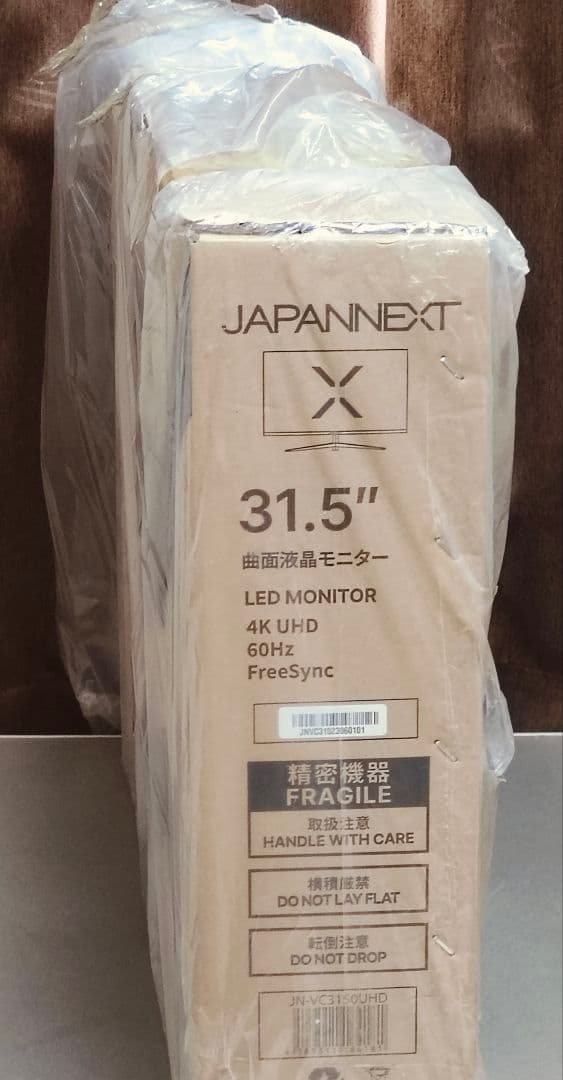 JAPANNEXT
31.5"
曲面液晶モニター
LED MONITOR
4K UHD
60Hz
FreeSync
精密機器
FRAGILE
取扱注意
HANDLE WITH CARE
横積厳禁
DO NOT LAY FLAT
転倒注意
DO NOT DROP
JN-VC3150UHD